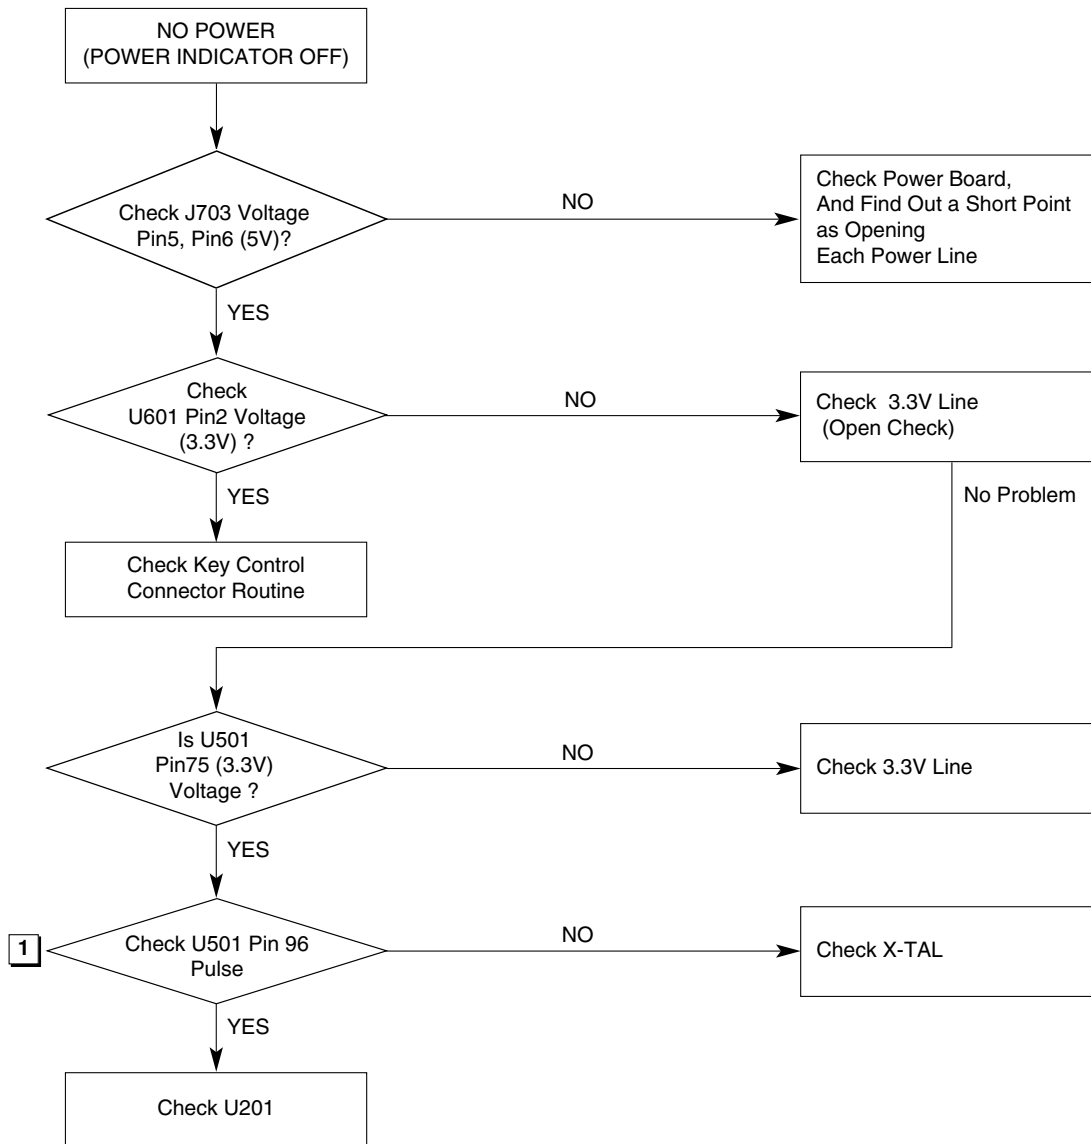 NO POWER
(POWER INDICATOR OFF)
Check J703 Voltage
Pin5, Pin6 (5V)?
NO
Check Power Board,
And Find Out a Short Point
as Opening
Each Power Line
YES
Check
U601 Pin2 Voltage
(3.3V) ?
NO
Check 3.3V Line
(Open Check)
YES
No Problem
Check Key Control
Connector Routine
Is U501
Pin75 (3.3V)
Voltage ?
NO
Check 3.3V Line
YES
1
Check U501 Pin 96
Pulse
NO
Check X-TAL
YES
Check U201